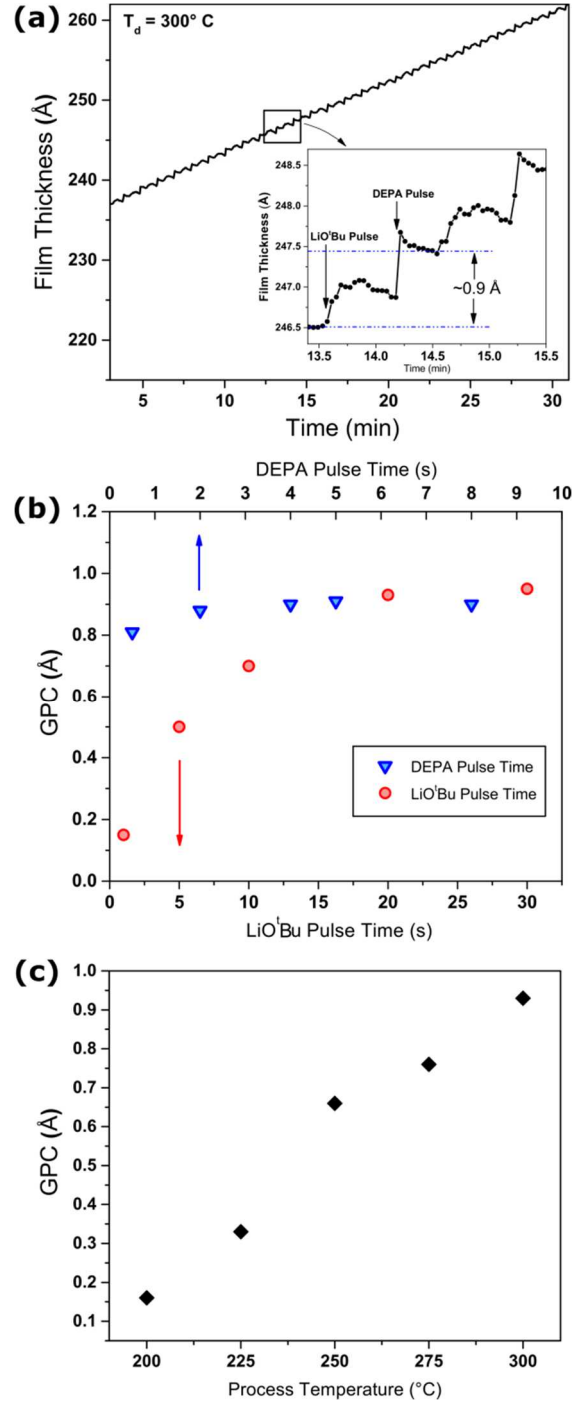 (a)
T_d = 300° C
260
250
240
230
220
Film Thickness (Å)
5 10 15 20 25 30
Time (min)
248.5
248.0
247.5
247.0
246.5
Film Thickness (Å)
LiOᵗBu Pulse
DEPA Pulse
~0.9 Å
13.5 14.0 14.5 15.0 15.5
Time (min)
(b)
DEPA Pulse Time (s)
0 1 2 3 4 5 6 7 8 9 10
1.2
1.0
0.8
0.6
0.4
0.2
0.0
GPC (Å)
DEPA Pulse Time
LiOᵗBu Pulse Time
0 5 10 15 20 25 30
LiOᵗBu Pulse Time (s)
(c)
1.0
0.9
0.8
0.7
0.6
0.5
0.4
0.3
0.2
0.1
GPC (Å)
200 225 250 275 300
Process Temperature (°C)